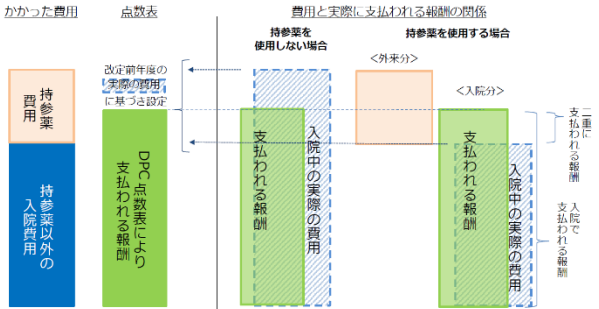 かかった費用
点数表
費用と実際に支払われる報酬の関係
持参薬を
使用しない場合
持参薬を使用する場合
<外来分>
<入院分>
改定前年度の
実際の費用
に基づき設定
持参薬
費用
持参薬以外の
入院費用
DPC点数表により
支払われる報酬
支払われる報酬
入院中の実際の費用
支払われる報酬
入院中の実際の費用
二重に
支払われる報酬
入院で
支払われる報酬